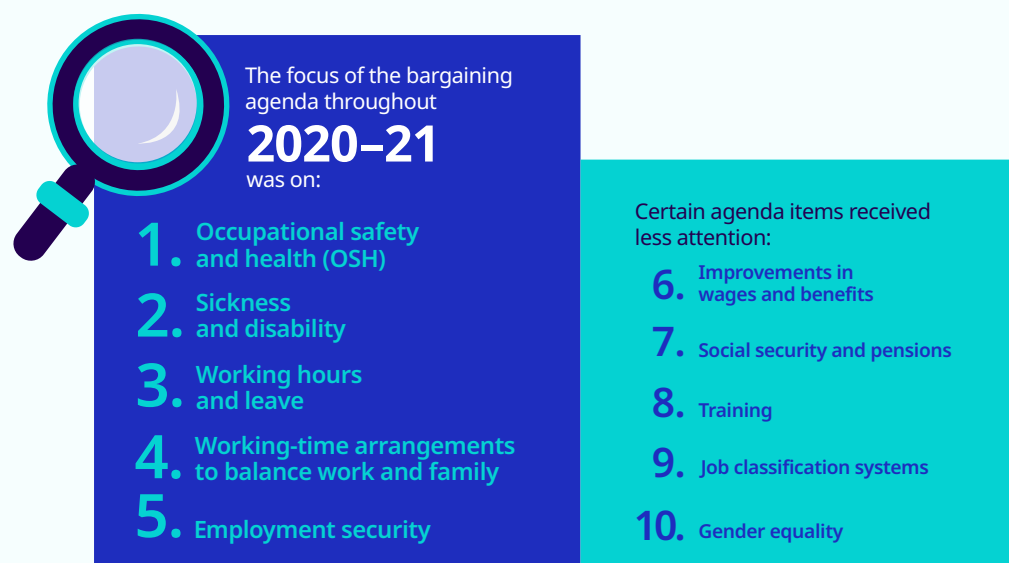 The focus of the bargaining
agenda throughout
2020–21
was on:
1. Occupational safety
and health (OSH)
2. Sickness
and disability
3. Working hours
and leave
4. Working-time arrangements
to balance work and family
5. Employment security
Certain agenda items received
less attention:
6. Improvements in
wages and benefits
7. Social security and pensions
8. Training
9. Job classification systems
10. Gender equality